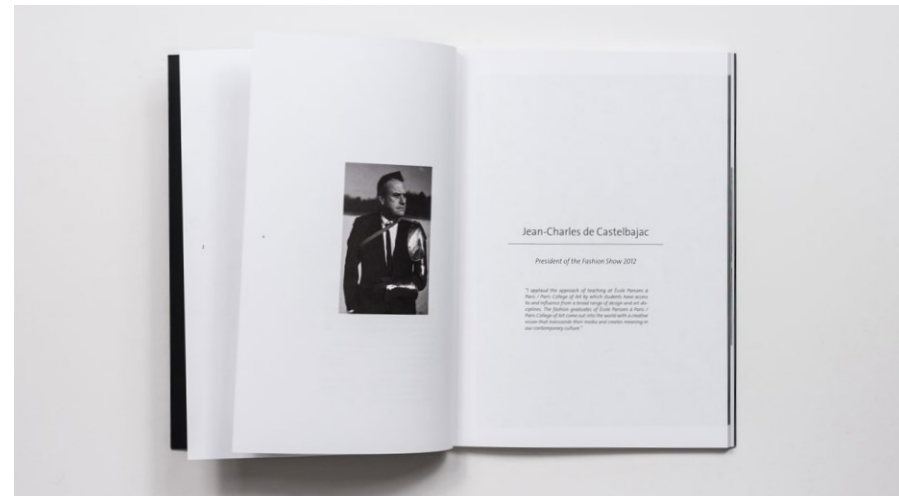 Jean-Charles de Castelbajac
President of the Fashion Show 2012
"I applaud the approach of teaching at École Parsons à
Paris / Paris College of Art by which students have access
to and influence from a broad range of design and art dis-
ciplines. The fashion graduates of École Parsons à Paris /
Paris College of Art come out into the world with a creative
vision that transcends their media and creates meaning in
our contemporary culture."